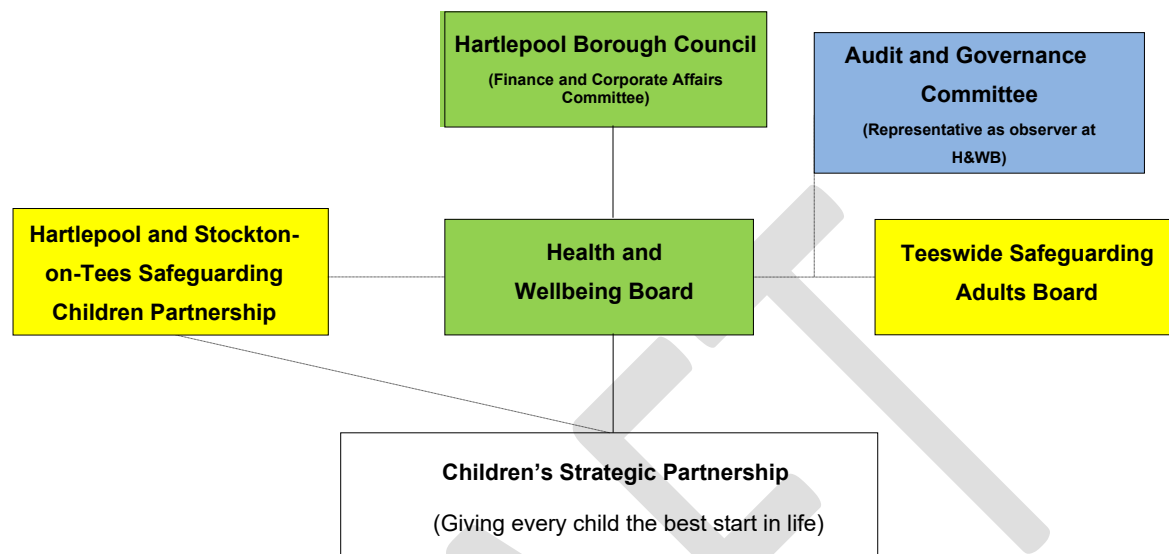 Hartlepool Borough Council
(Finance and Corporate Affairs
Committee)
Audit and Governance
Committee
(Representative as observer at
H&WB)
Hartlepool and Stockton-
on-Tees Safeguarding
Children Partnership
Health and
Wellbeing Board
Teeswide Safeguarding
Adults Board
Children’s Strategic Partnership
(Giving every child the best start in life)